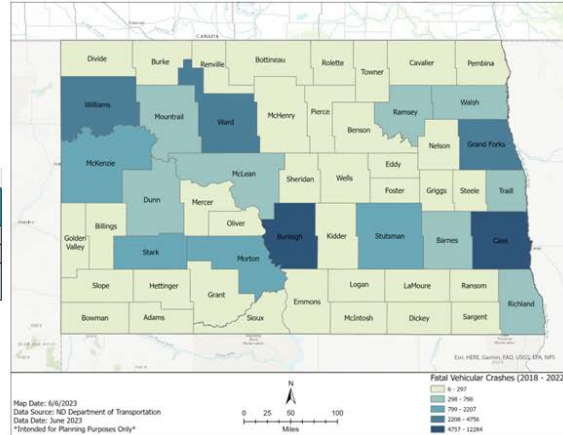 CANADA
Divide
Burke
Renville
Bottineau
Rolette
Towner
Cavalier
Pembina
Williams
Mountrail
Ward
McHenry
Pierce
Benson
Ramsey
Walsh
Nelson
Grand Forks
McKenzie
McLean
Sheridan
Wells
Eddy
Foster
Griggs
Steele
Traill
Dunn
Mercer
Oliver
Golden
Valley
Billings
Stark
Morton
Burleigh
Kidder
Stutsman
Barnes
Cass
Slope
Hettinger
Grant
Sioux
Emmons
Logan
LaMoure
Ransom
Richland
Bowman
Adams
McIntosh
Dickey
Sargent
Esri, HERE, Garmin, FAO, USGS, EPA, NPS
Map Date: 6/6/2023
Data Source: ND Department of Transportation
Data Date: June 2023
*Intended for Planning Purposes Only*
N
0 50 100
Miles
Fatal Vehicular Crashes (2018 - 2022
6 - 297
298 - 798
799 - 2207
2208 - 4756
4757 - 12284